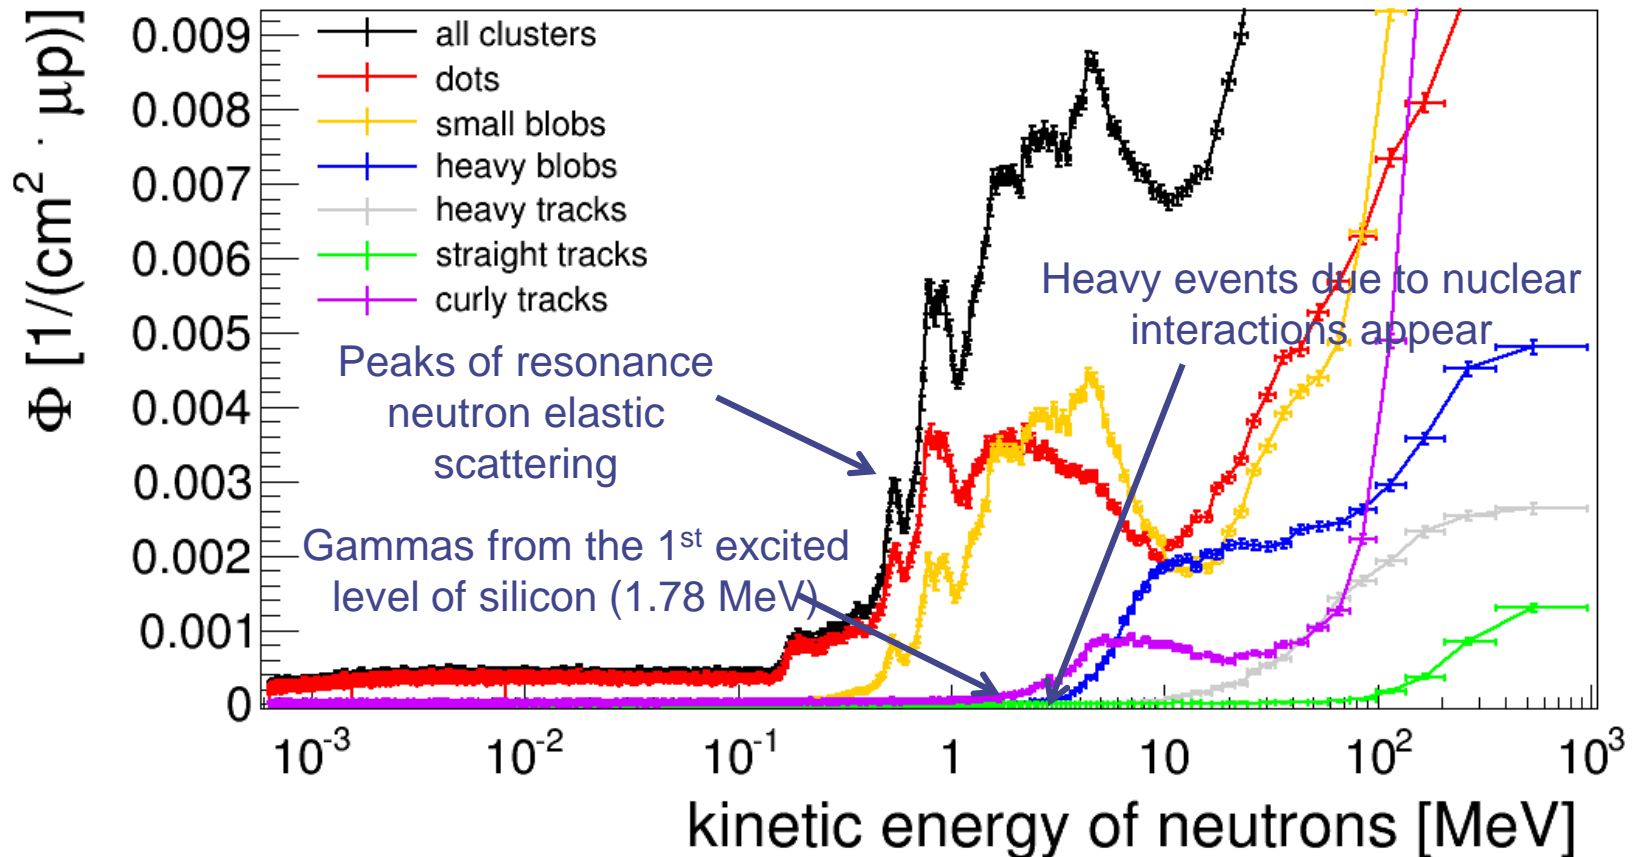 Φ [1/(cm² · μp)]
0.009
0.008
0.007
0.006
0.005
0.004
0.003
0.002
0.001
0
all clusters
dots
small blobs
heavy blobs
heavy tracks
straight tracks
curly tracks
Heavy events due to nuclear
interactions appear
Peaks of resonance
neutron elastic
scattering
Gammas from the 1st excited
level of silicon (1.78 MeV)
10⁻³ 10⁻² 10⁻¹ 1 10 10² 10³
kinetic energy of neutrons [MeV]